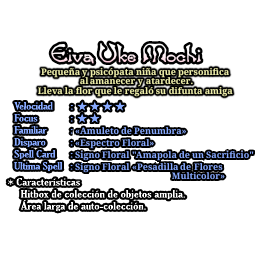 Eiva Uke Mochi
Pequeña y psicópata niña que personifica
al amanecer y atardecer.
Lleva la flor que le regaló su difunta amiga
Velocidad : ★★★★
Focus : ★★
Familiar : «Amuleto de Penumbra»
Disparo : «Espectro Floral»
Spell Card : Signo Floral "Amapola de un Sacrificio"
Ultima Spell : Signo Floral «Pesadilla de Flores
Multicolor»
* Características
Hitbox de colección de objetos amplia.
Área larga de auto-colección.